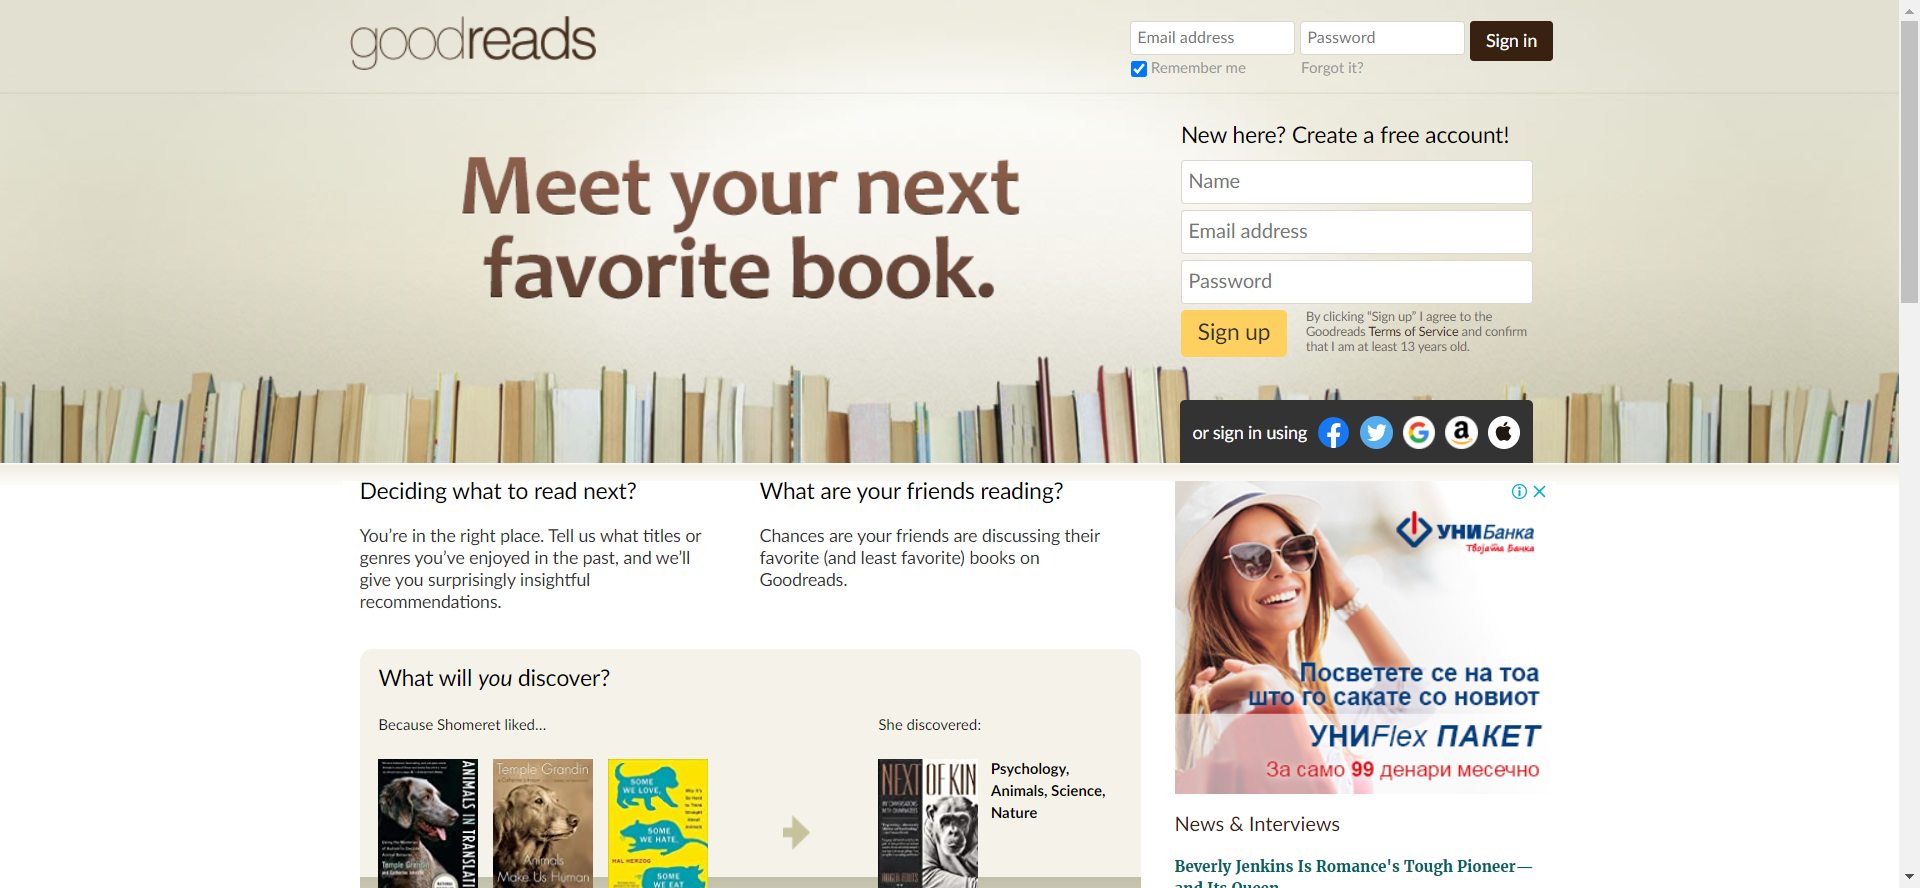 goodreads
Email address
Password
Sign in
Remember me
Forgot it?
Meet your next
favorite book.
New here? Create a free account!
Name
Email address
Password
Sign up
By clicking “Sign up” I agree to the
Goodreads Terms of Service and confirm
that I am at least 13 years old.
or sign in using
Deciding what to read next?
You’re in the right place. Tell us what titles or
genres you’ve enjoyed in the past, and we’ll
give you surprisingly insightful
recommendations.
What are your friends reading?
Chances are your friends are discussing their
favorite (and least favorite) books on
Goodreads.
УНИБанка
Твојата Банка
Посветете се на тоа
што го сакате со новиот
УНИFlex ПАКЕТ
За само 99 денари месечно
What will you discover?
Because Shomeret liked…
ANIMALS IN TRANSLATI
Temple Grandin
Temple Grandin
Animals
Make Us Human
SOME
WE LOVE,
SOME
WE HATE,
HAL HERZOG
SOME
WE EAT
She discovered:
NEXT OF KIN
Psychology,
Animals, Science,
Nature
News & Interviews
Beverly Jenkins Is Romance's Tough Pioneer—
and Its Queen